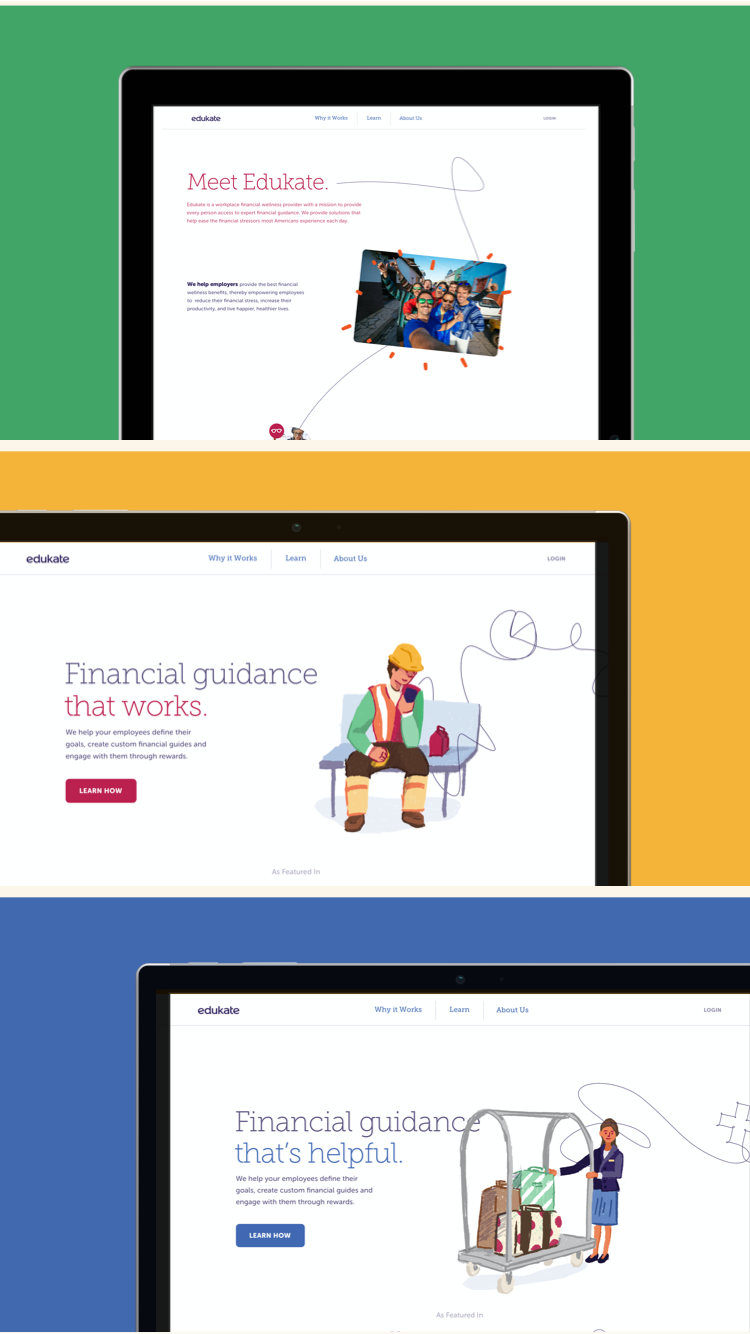 edukate
Why it Works
Learn
About Us
LOGIN
Meet Edukate.
Edukate is a workplace financial wellness provider with a mission to provide
every person access to expert financial guidance. We provide solutions that
help ease the financial stressors most Americans experience each day.
We help employers provide the best financial
wellness benefits, thereby empowering employees
to reduce their financial stress, increase their
productivity, and live happier, healthier lives.
edukate
Why it Works
Learn
About Us
LOGIN
Financial guidance
that works.
We help your employees define their
goals, create custom financial guides and
engage with them through rewards.
LEARN HOW
As Featured In
edukate
Why it Works
Learn
About Us
LOGIN
Financial guidance
that's helpful.
We help your employees define their
goals, create custom financial guides and
engage with them through rewards.
LEARN HOW
As Featured In